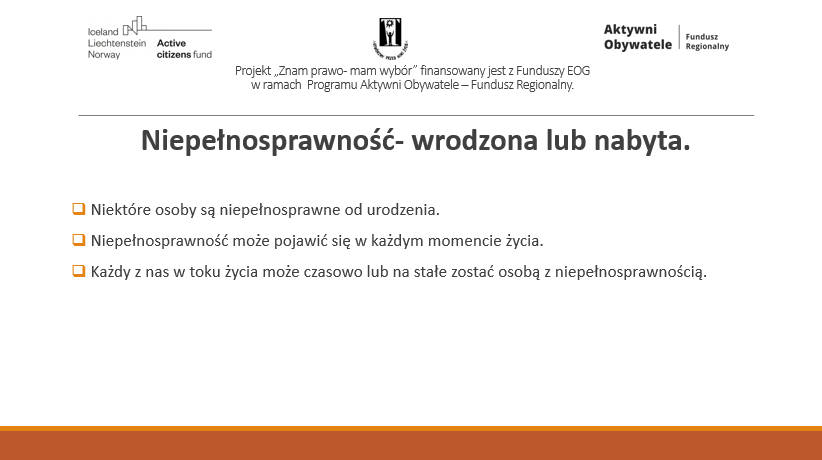 Iceland
Liechtenstein
Norway
Active
citizens fund
Aktywni
Obywatele
Fundusz
Regionalny
Projekt „Znam prawo- mam wybór” finansowany jest z Funduszy EOG
w ramach Programu Aktywni Obywatele – Fundusz Regionalny.
Niepełnosprawność- wrodzona lub nabyta.
Niektóre osoby są niepełnosprawne od urodzenia.
Niepełnosprawność może pojawić się w każdym momencie życia.
Każdy z nas w toku życia może czasowo lub na stałe zostać osobą z niepełnosprawnością.